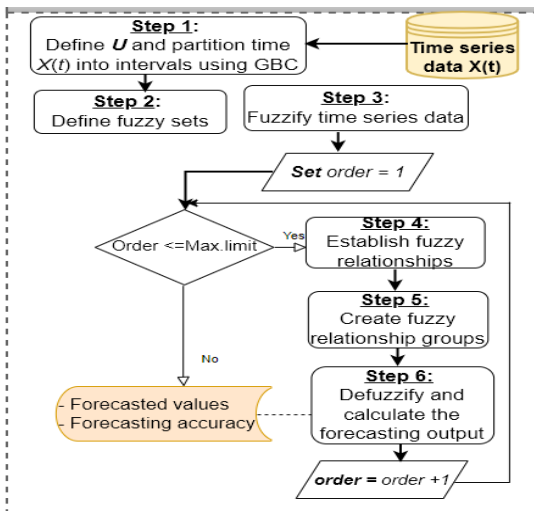 Step 1:
Define U and partition time
X(t) into intervals using GBC
Time series
data X(t)
Step 2:
Define fuzzy sets
Step 3:
Fuzzify time series data
Set order = 1
Order <=Max.limit
Yes
Step 4:
Establish fuzzy
relationships
Step 5:
Create fuzzy
relationship groups
No
Step 6:
Defuzzify and
calculate the
forecasting output
- Forecasted values
- Forecasting accuracy
order = order +1